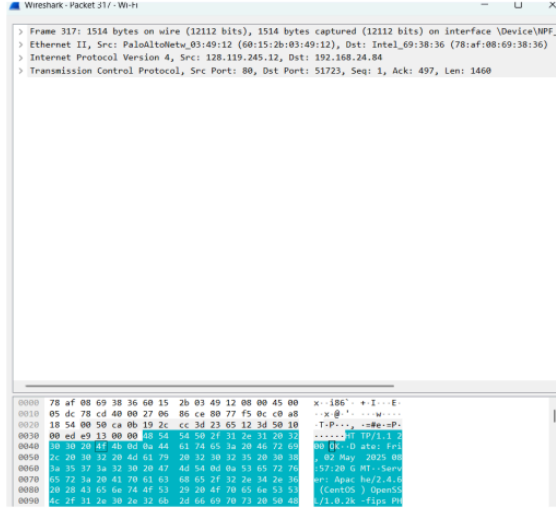 Wireshark - Packet 317 - Wi-Fi
> Frame 317: 1514 bytes on wire (12112 bits), 1514 bytes captured (12112 bits) on interface \Device\NPF_
> Ethernet II, Src: PaloAltoNetw_03:49:12 (60:15:2b:03:49:12), Dst: Intel_69:38:36 (78:af:08:69:38:36)
> Internet Protocol Version 4, Src: 128.119.245.12, Dst: 192.168.24.84
> Transmission Control Protocol, Src Port: 80, Dst Port: 51723, Seq: 1, Ack: 497, Len: 1460
0000 78 af 08 69 38 36 60 15 2b 03 49 12 08 00 45 00 x··i86`· +·I···E·
0010 05 dc 78 cd 40 00 27 06 86 ce 80 77 f5 0c c0 a8 ··x·@·'· ···w····
0020 18 54 00 50 ca 0b 19 2c cc 3d 23 65 12 3d 50 10 ·T·P···, ·=#e·=P·
0030 00 ed e9 13 00 00 48 54 54 50 2f 31 2e 31 20 32 ······HT TP/1.1 2
0040 30 30 20 4f 4b 0d 0a 44 61 74 65 3a 20 46 72 69 00 OK··D ate: Fri
0050 2c 20 30 32 20 4d 61 79 20 32 30 32 35 20 30 38 , 02 May 2025 08
0060 3a 35 37 3a 32 30 20 47 4d 54 0d 0a 53 65 72 76 :57:20 G MT··Serv
0070 65 72 3a 20 41 70 61 63 68 65 2f 32 2e 34 2e 36 er: Apac he/2.4.6
0080 20 28 43 65 6e 74 4f 53 29 20 4f 70 65 6e 53 53 (CentOS ) OpenSS
0090 4c 2f 31 2e 30 2e 32 6b 2d 66 69 70 73 20 50 48 L/1.0.2k -fips PH